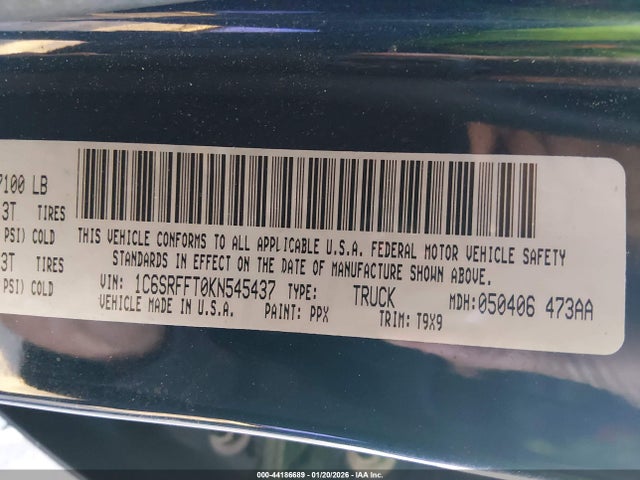 7100 LB
3T TIRES
PSI) COLD
3T TIRES
PSI) COLD
THIS VEHICLE CONFORMS TO ALL APPLICABLE U.S.A. FEDERAL MOTOR VEHICLE SAFETY
STANDARDS IN EFFECT ON THE DATE OF MANUFACTURE SHOWN ABOVE.
VIN: 1C6SRFFT0KN545437 TYPE: TRUCK MDH:050406 473AA
VEHICLE MADE IN U.S.A. PAINT: PPX TRIM: T9X9
000-44186689 - 01/20/2026 - IAAI.COM